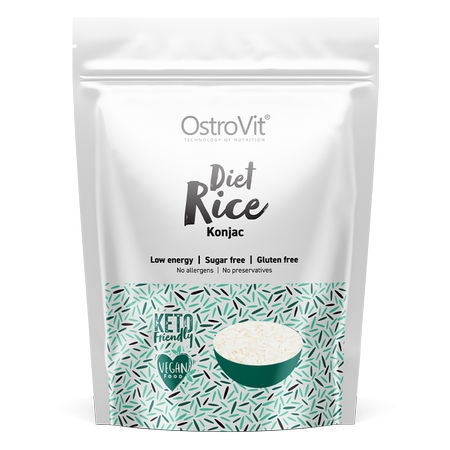 OstroVit®
TECHNOLOGY OF NUTRITION
Diet
Rice
Konjac
Low energy | Sugar free | Gluten free
No allergens | No preservatives
KETO
Friendly
VEGAN
FOOD